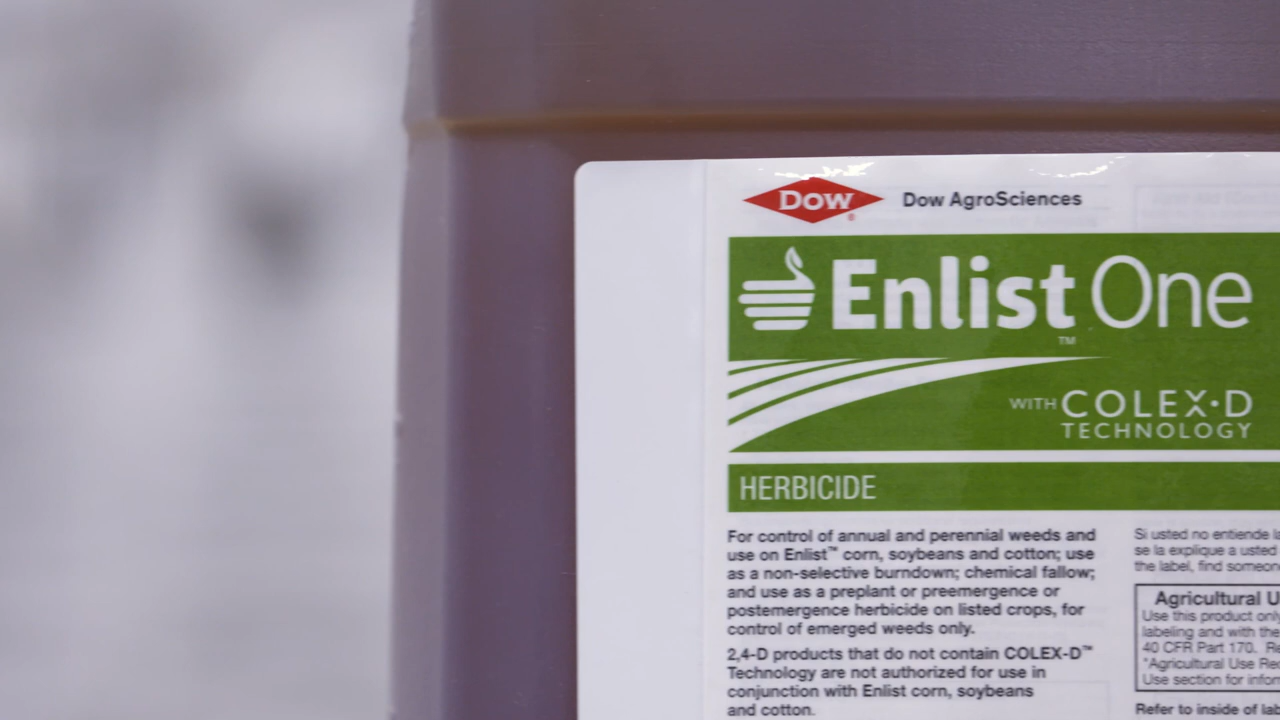 DOW
Dow AgroSciences
Enlist One
TM
WITH COLEX·D
TECHNOLOGY
HERBICIDE
For control of annual and perennial weeds and
use on Enlist™ corn, soybeans and cotton; use
as a non-selective burndown; chemical fallow;
and use as a preplant or preemergence or
postemergence herbicide on listed crops, for
control of emerged weeds only.
2,4-D products that do not contain COLEX-D™
Technology are not authorized for use in
conjunction with Enlist corn, soybeans
and cotton.
Si usted no entiende
se la explique a usted
the label, find
Agricultural
Use this product
labeling and with the
40 CFR Part 170.
"Agricultural Use
Use section for
Refer to inside of